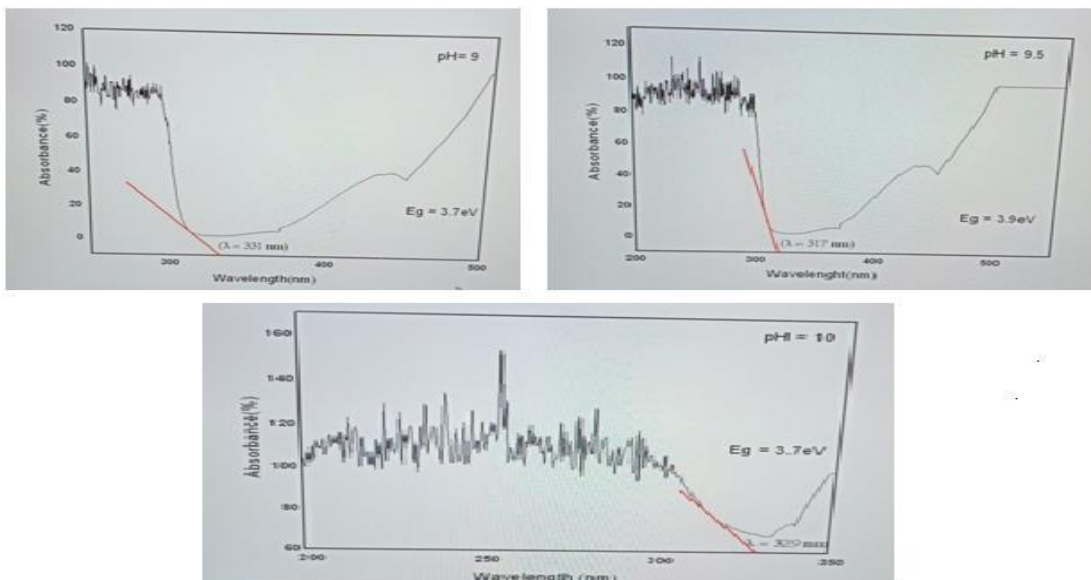 120
100
80
60
40
20
0
Absorbance(%)
pH= 9
Eg = 3.7eV
(λ = 331 nm)
300
400
500
Wavelength(nm)
120
100
80
60
40
20
0
Absorbance(%)
pH = 9.5
Eg = 3.9eV
(λ = 317 nm)
200
300
400
500
Wavelenght(nm)
160
140
120
100
80
60
Absorbance(%)
pH = 10
Eg = 3.7eV
λ = 329 nm
200
250
300
350
Wavelength (nm)